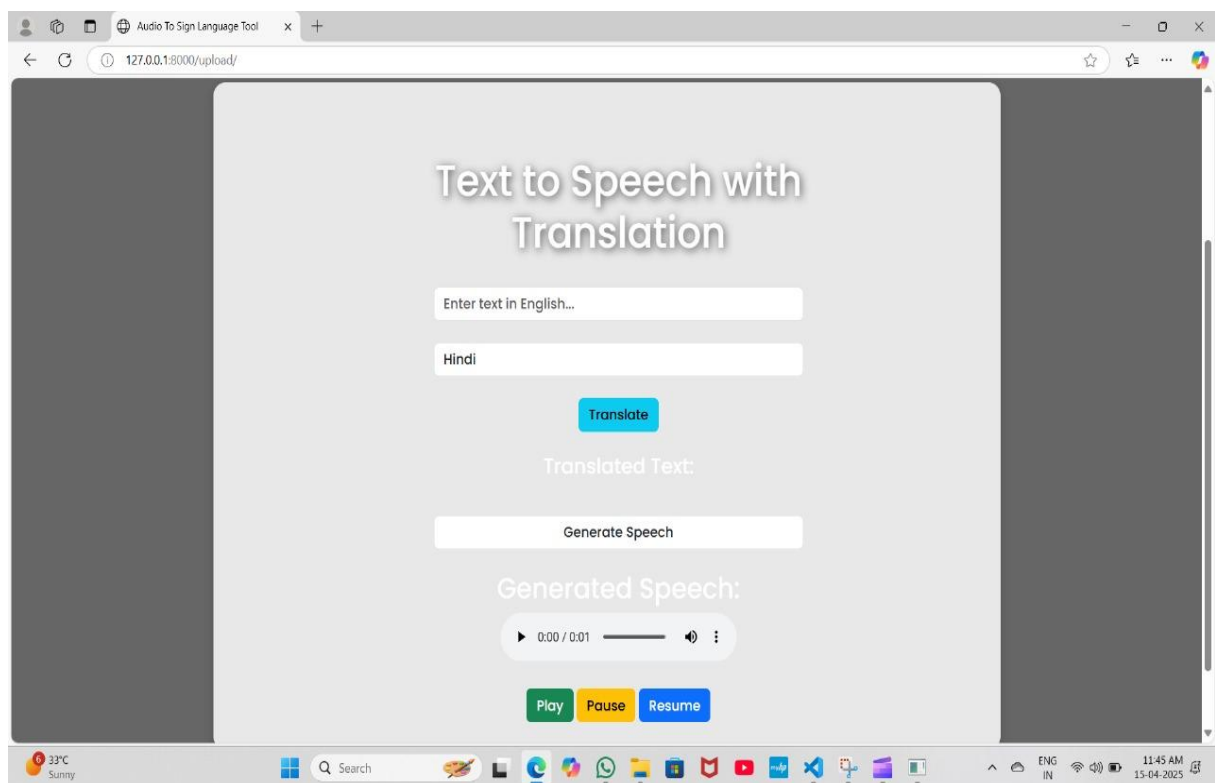 Audio To Sign Language Tool
127.0.0.1:8000/upload/
Text to Speech with
Translation
Enter text in English...
Hindi
Translate
Translated Text:
Generate Speech
Generated Speech:
0:00 / 0:01
Play Pause Resume
6
33°C
Sunny
Search
ENG
IN
11:45 AM
15-04-2025